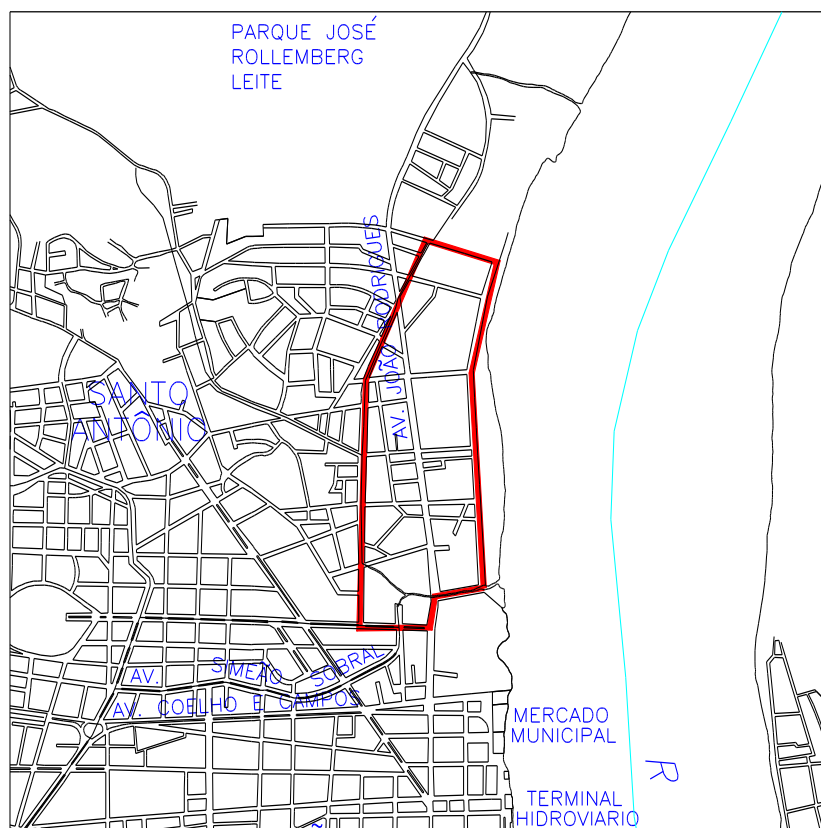 PARQUE JOSÉ
ROLLEMBERG
LEITE
AV. JOÃO RODRIGUES
SANTO
ANTÔNIO
AV. SIMEÃO SOBRAL
AV. COELHO E CAMPOS
MERCADO
MUNICIPAL
R
TERMINAL
HIDROVIARIO